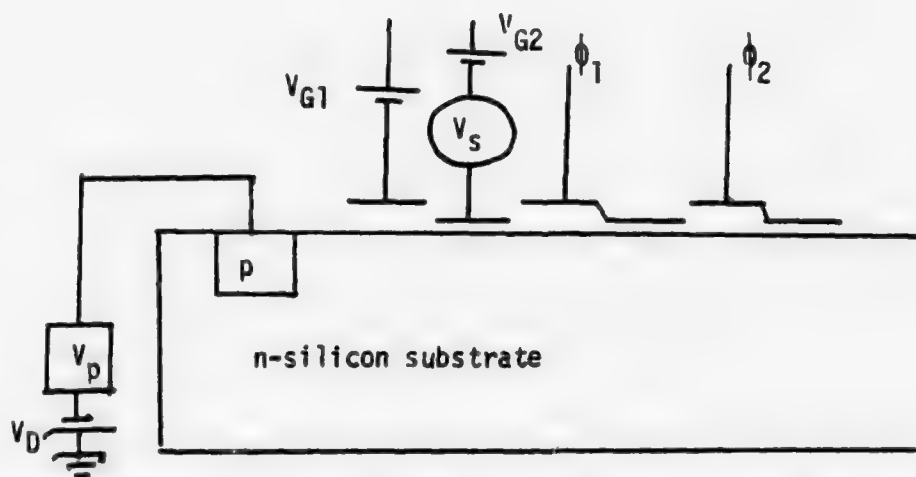 V_G2
ϕ_1
ϕ_2
V_G1
V_s
p
n-silicon substrate
V_p
V_D